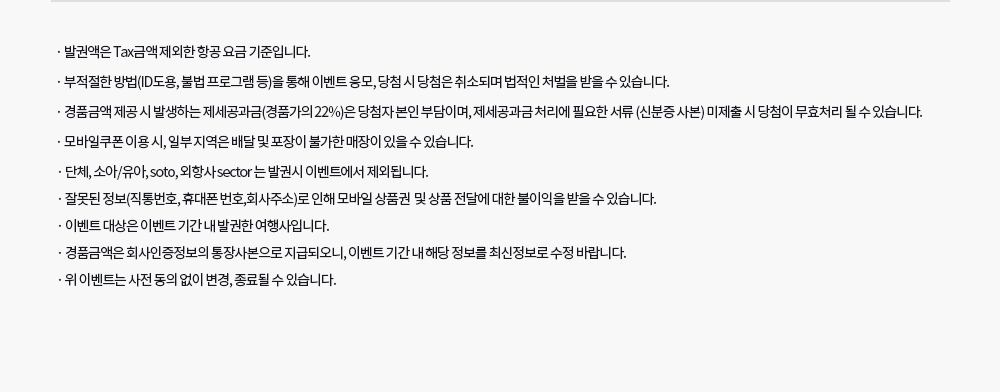 · 발권액은 Tax금액 제외한 항공 요금 기준입니다.
· 부적절한 방법(ID도용, 불법 프로그램 등)을 통해 이벤트 응모, 당첨 시 당첨은 취소되며 법적인 처벌을 받을 수 있습니다.
· 경품금액 제공 시 발생하는 제세공과금(경품가의 22%)은 당첨자 본인 부담이며, 제세공과금 처리에 필요한 서류 (신분증 사본) 미제출 시 당첨이 무효처리 될 수 있습니다.
· 모바일쿠폰 이용 시, 일부 지역은 배달 및 포장이 불가한 매장이 있을 수 있습니다.
· 단체, 소아/유아, soto, 외항사 sector 는 발권시 이벤트에서 제외됩니다.
· 잘못된 정보(직통번호, 휴대폰 번호,회사주소)로 인해 모바일 상품권 및 상품 전달에 대한 불이익을 받을 수 있습니다.
· 이벤트 대상은 이벤트 기간 내 발권한 여행사입니다.
· 경품금액은 회사인증정보의 통장사본으로 지급되오니, 이벤트 기간 내 해당 정보를 최신정보로 수정 바랍니다.
· 위 이벤트는 사전 동의 없이 변경, 종료될 수 있습니다.